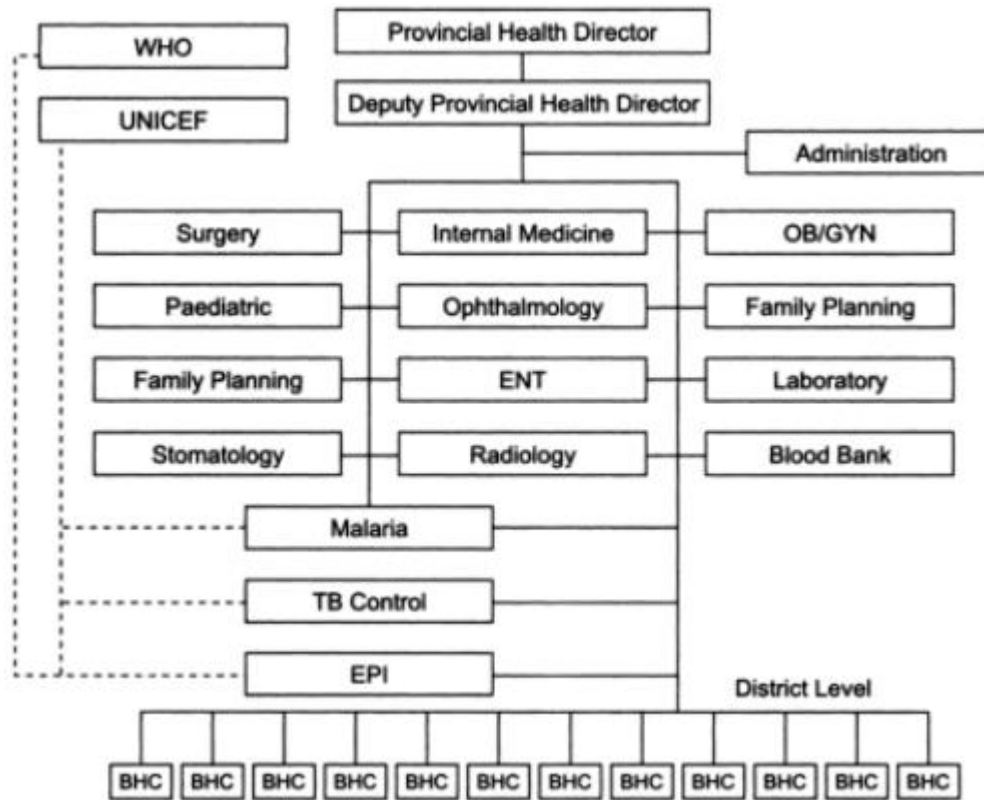 WHO
Provincial Health Director
UNICEF
Deputy Provincial Health Director
Administration
Surgery
Internal Medicine
OB/GYN
Paediatric
Ophthalmology
Family Planning
Family Planning
ENT
Laboratory
Stomatology
Radiology
Blood Bank
Malaria
TB Control
EPI
District Level
BHC BHC BHC BHC BHC BHC BHC BHC BHC BHC BHC BHC